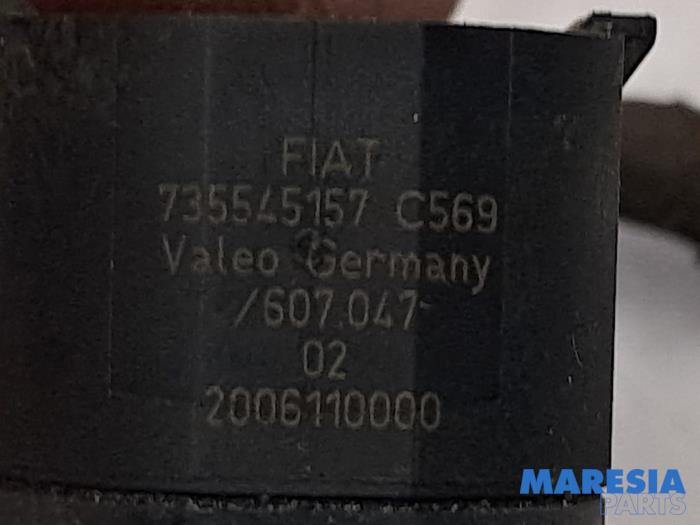 FIAT
735545157 C569
Valeo Germany
/607.047
02
2006110000
MARESIA
PARTS